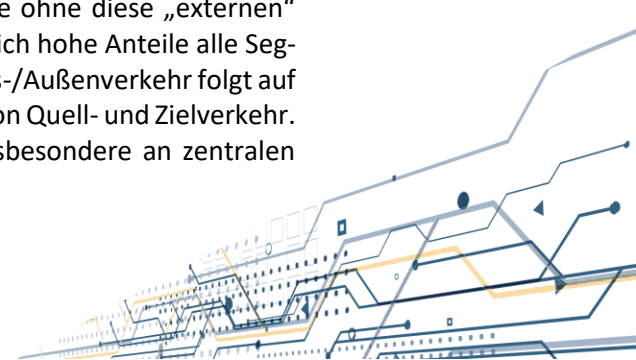 e ohne diese „externen“
ich hohe Anteile alle Seg-
s-/Außenverkehr folgt auf
on Quell- und Zielverkehr.
sbesondere an zentralen